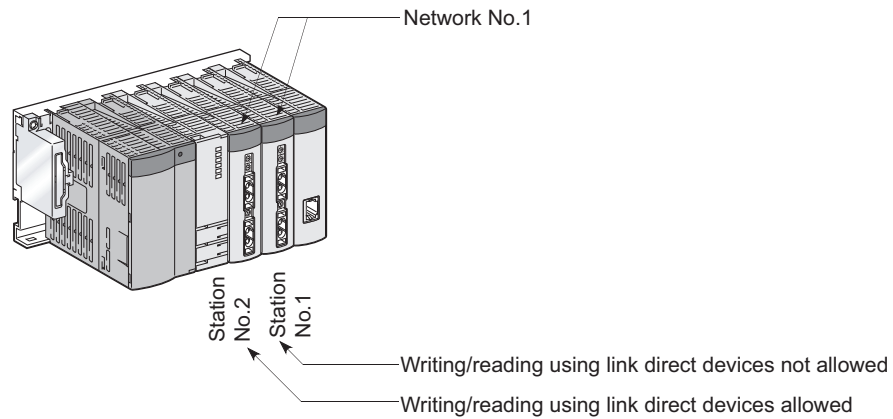 Network No.1
Station
No.2
Station
No.1
Writing/reading using link direct devices not allowed
Writing/reading using link direct devices allowed